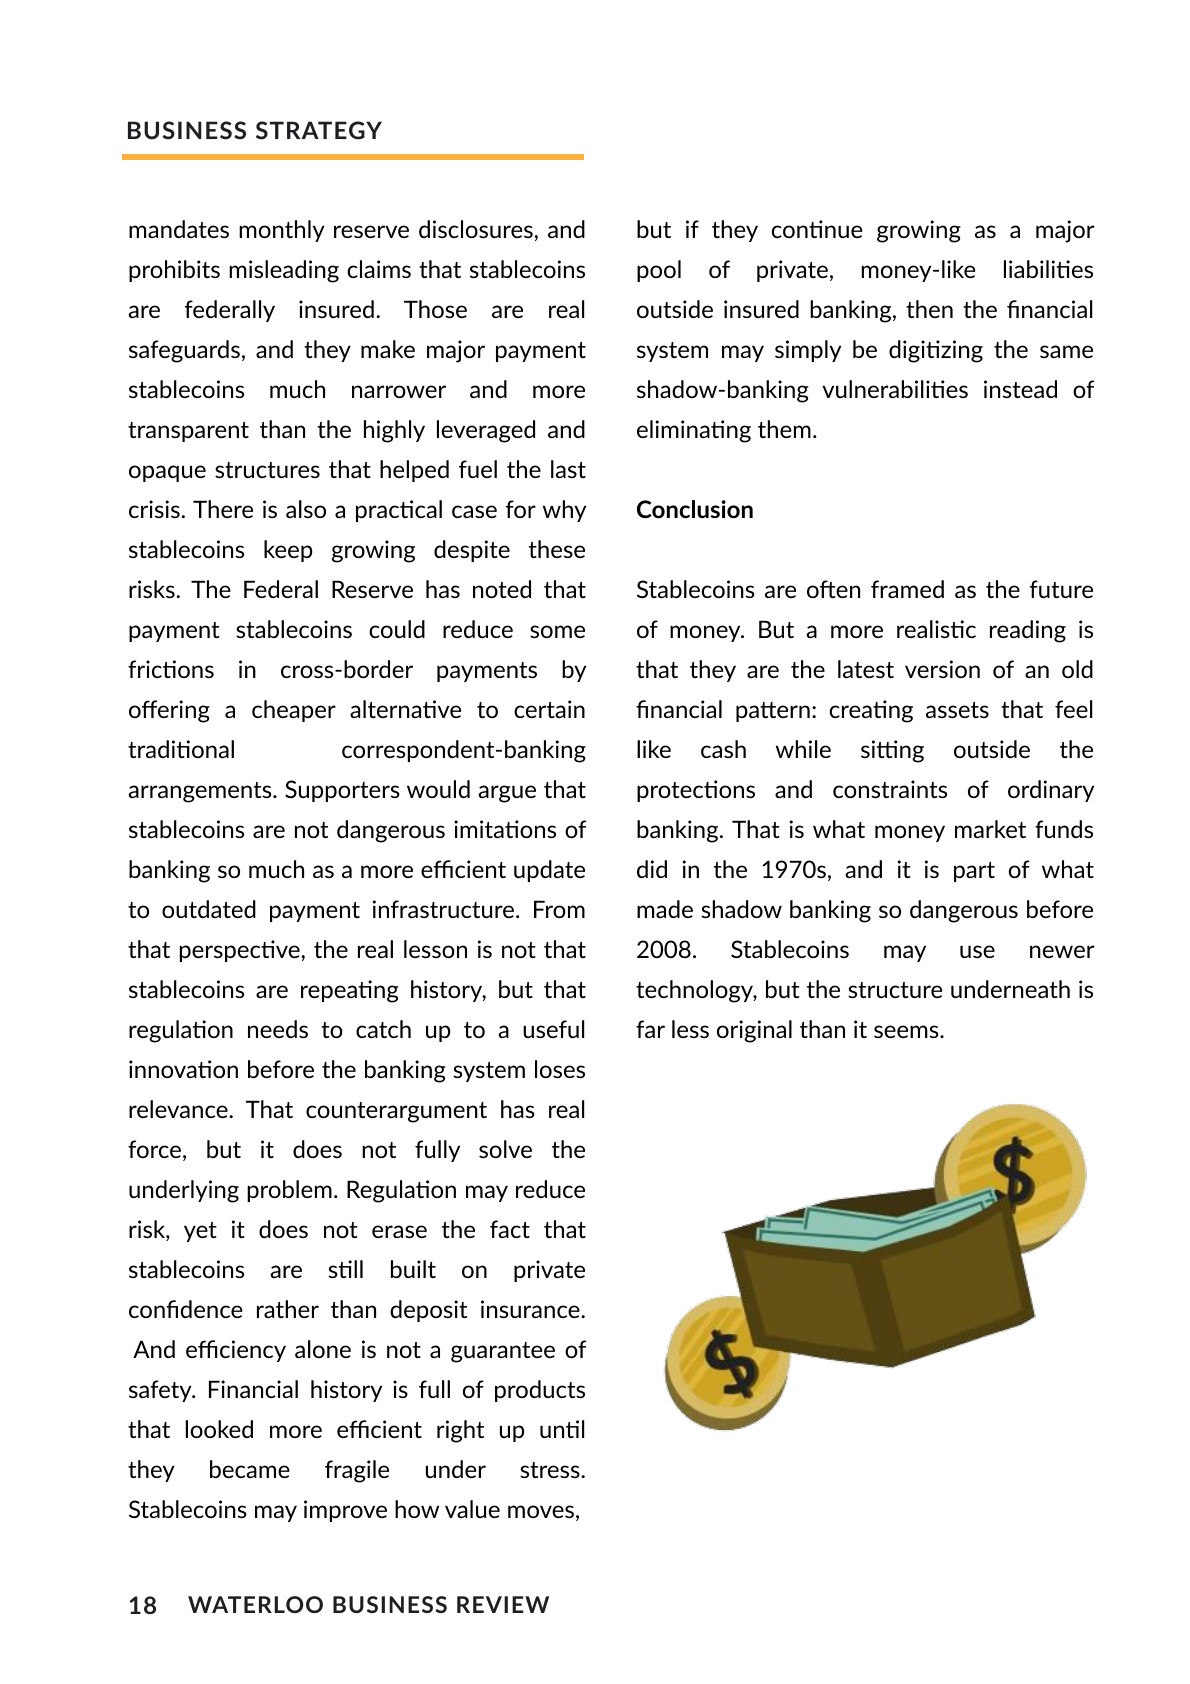 BUSINESS STRATEGY
mandates monthly reserve disclosures, and
prohibits misleading claims that stablecoins
are federally insured. Those are real
safeguards, and they make major payment
stablecoins much narrower and more
transparent than the highly leveraged and
opaque structures that helped fuel the last
crisis. There is also a practical case for why
stablecoins keep growing despite these
risks. The Federal Reserve has noted that
payment stablecoins could reduce some
frictions in cross-border payments by
offering a cheaper alternative to certain
traditional correspondent-banking
arrangements. Supporters would argue that
stablecoins are not dangerous imitations of
banking so much as a more efficient update
to outdated payment infrastructure. From
that perspective, the real lesson is not that
stablecoins are repeating history, but that
regulation needs to catch up to a useful
innovation before the banking system loses
relevance. That counterargument has real
force, but it does not fully solve the
underlying problem. Regulation may reduce
risk, yet it does not erase the fact that
stablecoins are still built on private
confidence rather than deposit insurance.
And efficiency alone is not a guarantee of
safety. Financial history is full of products
that looked more efficient right up until
they became fragile under stress.
Stablecoins may improve how value moves,
but if they continue growing as a major
pool of private, money-like liabilities
outside insured banking, then the financial
system may simply be digitizing the same
shadow-banking vulnerabilities instead of
eliminating them.
Conclusion
Stablecoins are often framed as the future
of money. But a more realistic reading is
that they are the latest version of an old
financial pattern: creating assets that feel
like cash while sitting outside the
protections and constraints of ordinary
banking. That is what money market funds
did in the 1970s, and it is part of what
made shadow banking so dangerous before
2008. Stablecoins may use newer
technology, but the structure underneath is
far less original than it seems.
$
$
18 WATERLOO BUSINESS REVIEW